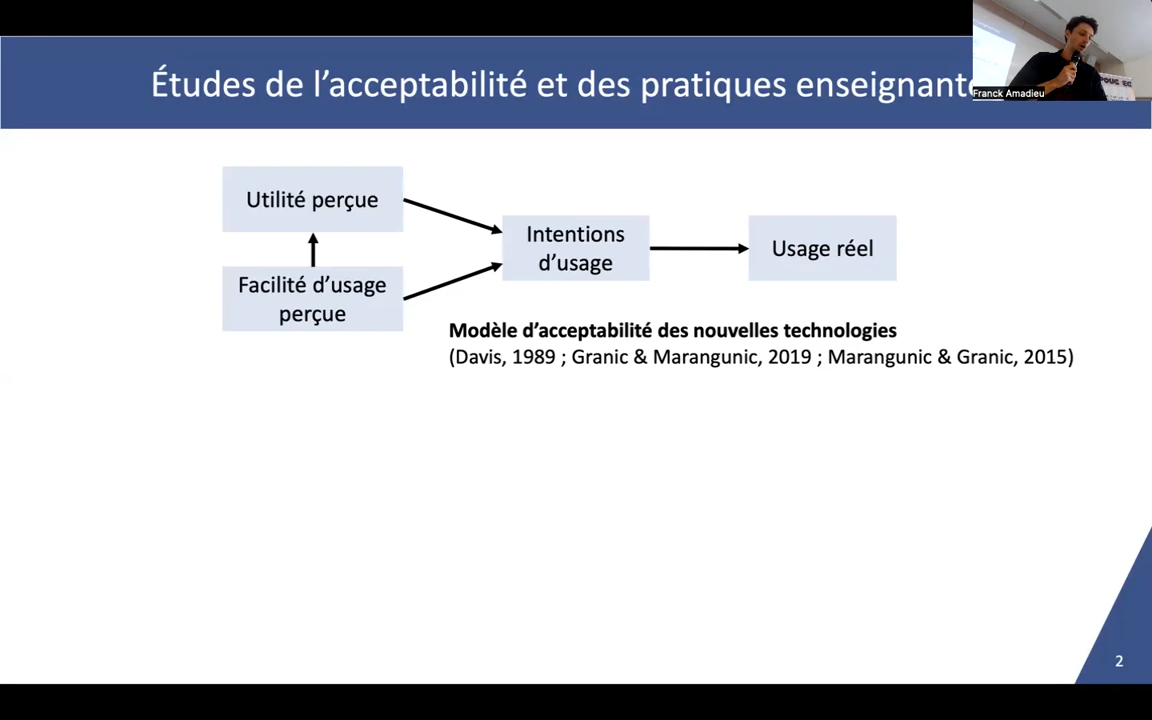 Études de l’acceptabilité et des pratiques
Franck Amadieu
Utilité perçue
Intentions
d’usage
Usage réel
Facilité d’usage
perçue
Modèle d’acceptabilité des nouvelles technologies
(Davis, 1989 ; Granic & Marangunic, 2019 ; Marangunic & Granic, 2015)
2